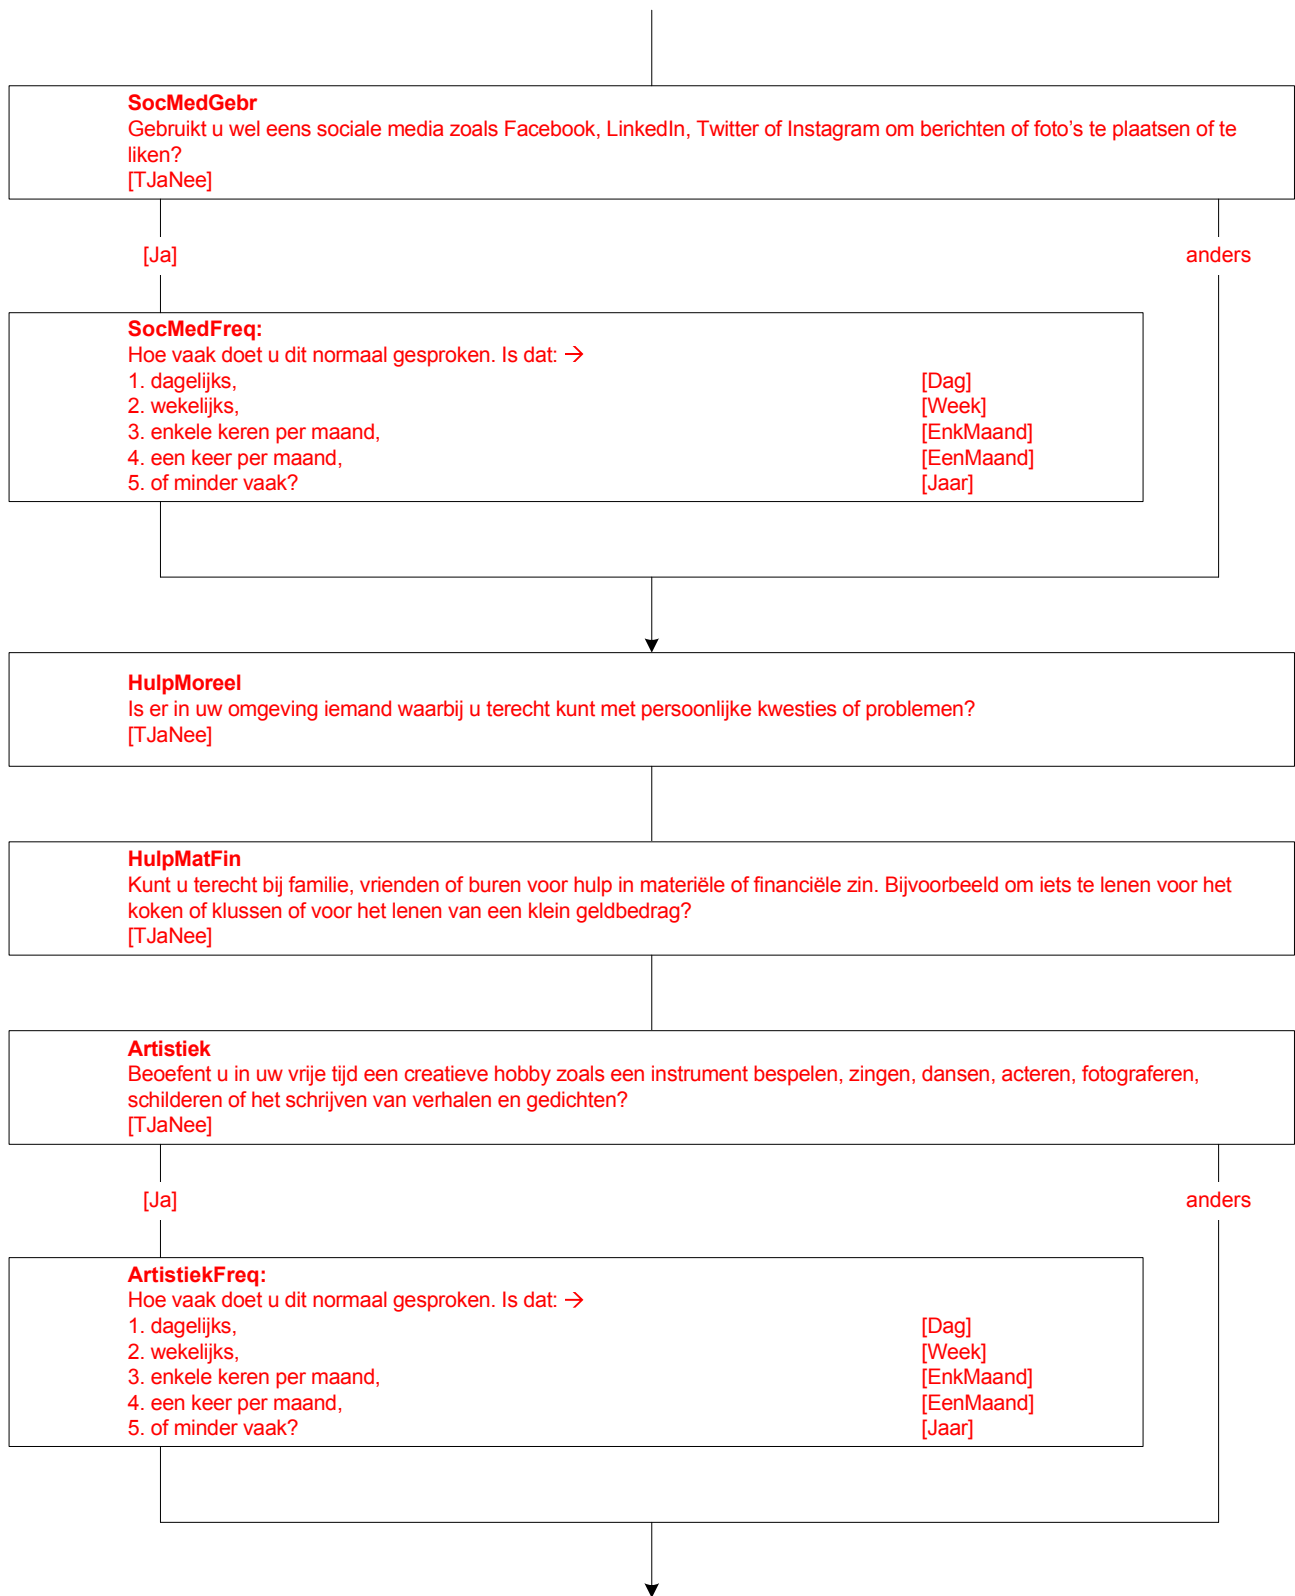 SocMedGebr
Gebruikt u wel eens sociale media zoals Facebook, LinkedIn, Twitter of Instagram om berichten of foto's te plaatsen of te
liken?
[TJaNee]
[Ja] anders
SocMedFreq:
Hoe vaak doet u dit normaal gesproken. Is dat: →
1. dagelijks, [Dag]
2. wekelijks, [Week]
3. enkele keren per maand, [EnkMaand]
4. een keer per maand, [EenMaand]
5. of minder vaak? [Jaar]
HulpMoreel
Is er in uw omgeving iemand waarbij u terecht kunt met persoonlijke kwesties of problemen?
[TJaNee]
HulpMatFin
Kunt u terecht bij familie, vrienden of buren voor hulp in materiële of financiële zin. Bijvoorbeeld om iets te lenen voor het
koken of klussen of voor het lenen van een klein geldbedrag?
[TJaNee]
Artistiek
Beoefent u in uw vrije tijd een creatieve hobby zoals een instrument bespelen, zingen, dansen, acteren, fotograferen,
schilderen of het schrijven van verhalen en gedichten?
[TJaNee]
[Ja] anders
ArtistiekFreq:
Hoe vaak doet u dit normaal gesproken. Is dat: →
1. dagelijks, [Dag]
2. wekelijks, [Week]
3. enkele keren per maand, [EnkMaand]
4. een keer per maand, [EenMaand]
5. of minder vaak? [Jaar]